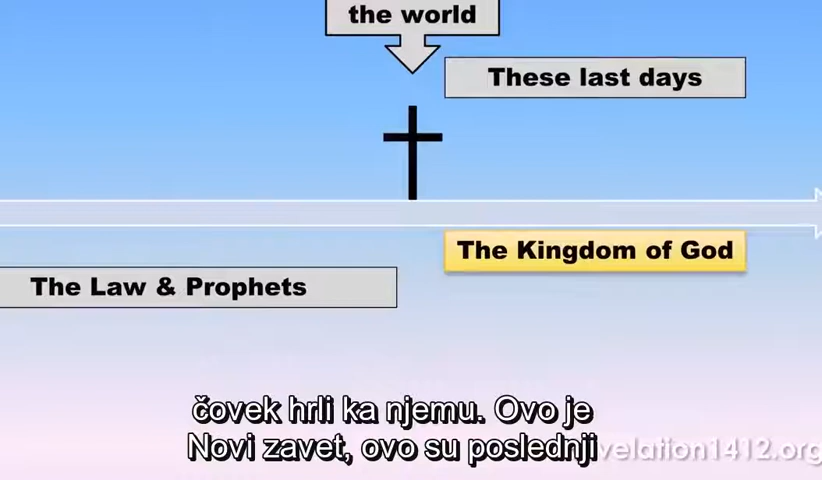 the world
These last days
The Kingdom of God
The Law & Prophets
čovek hrli ka njemu. Ovo je
Novi zavet, ovo su poslednji
velation1412.org